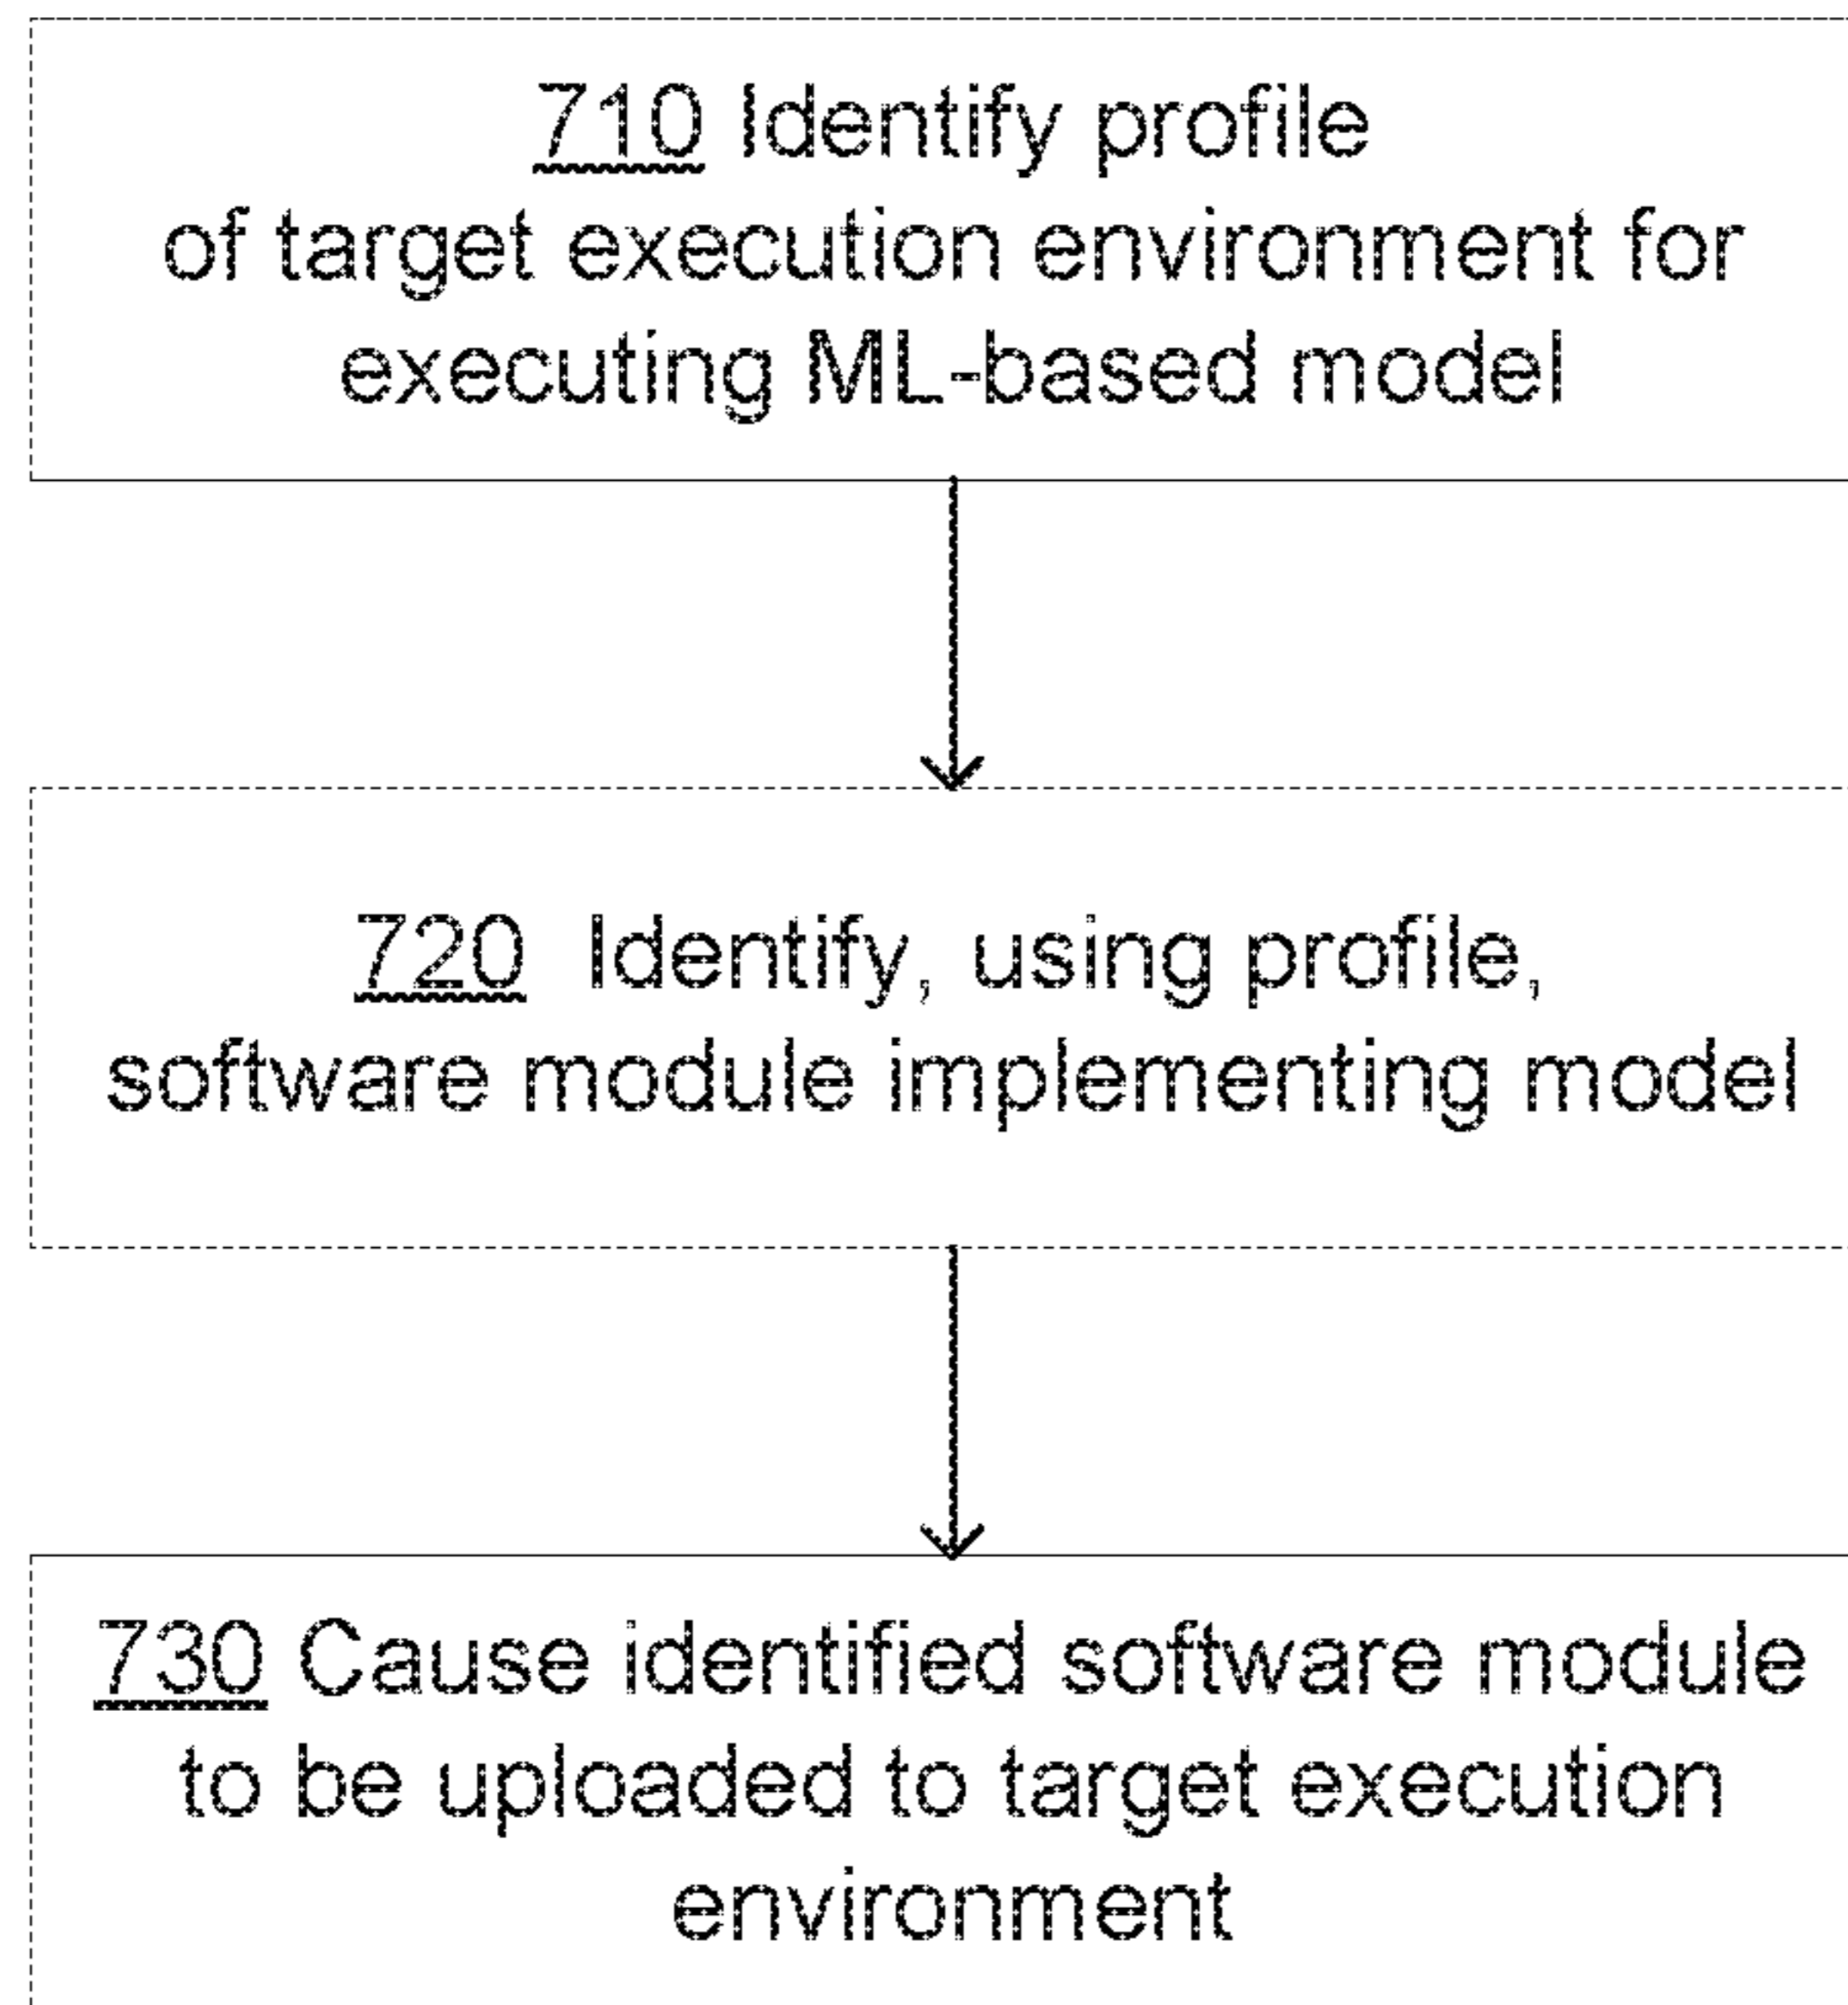 710 Identify profile
of target execution environment for
executing ML-based model
720 Identify, using profile,
software module implementing model
730 Cause identified software module
to be uploaded to target execution
environment